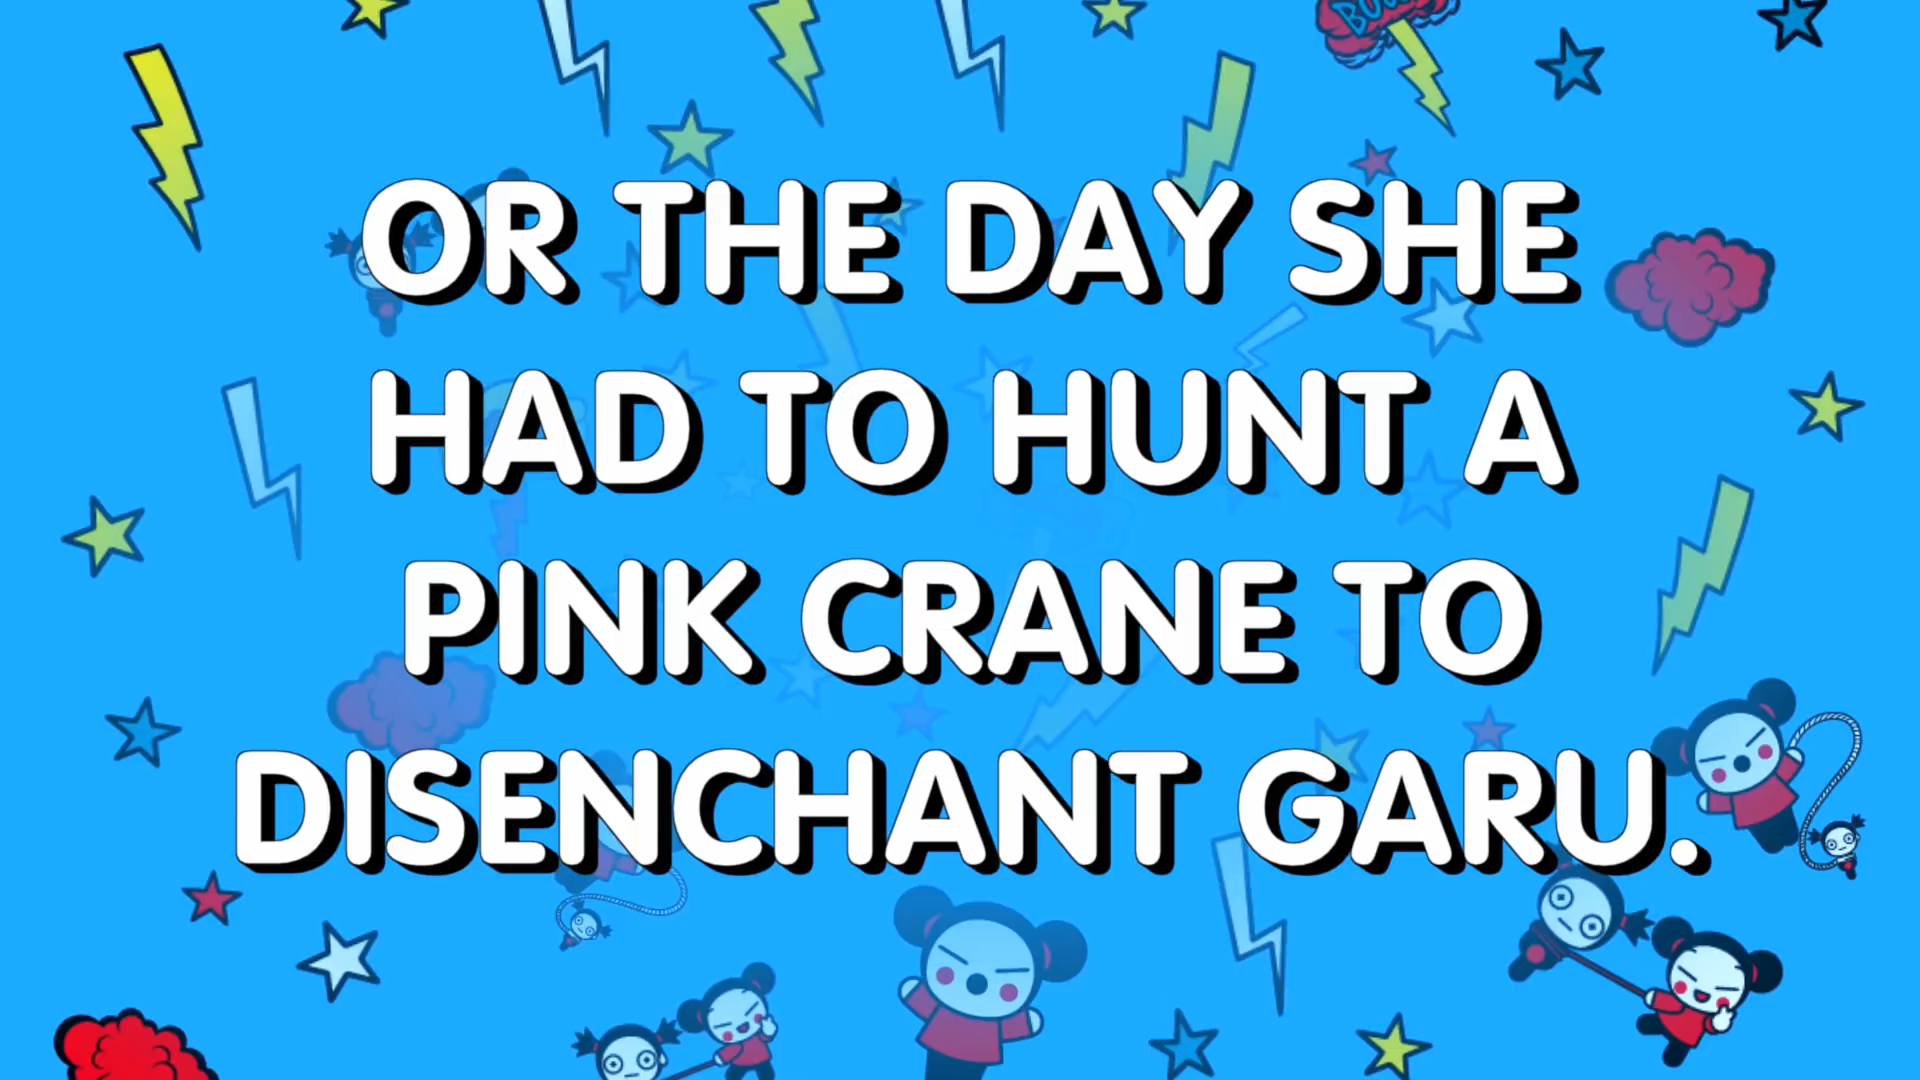 OR THE DAY SHE
HAD TO HUNT A
PINK CRANE TO
DISENCHANT GARU.